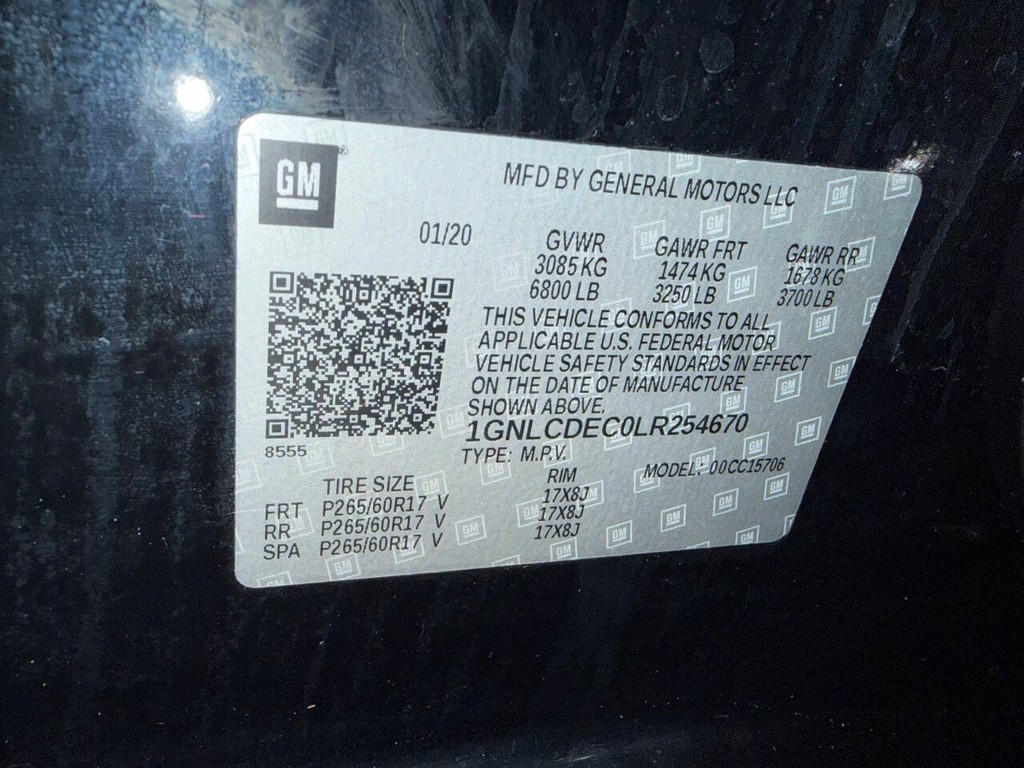 GM
MFD BY GENERAL MOTORS LLC
01/20 GVWR GAWR FRT GAWR RR
3085 KG 1474 KG 1678 KG
6800 LB 3250 LB 3700 LB
THIS VEHICLE CONFORMS TO ALL
APPLICABLE U.S. FEDERAL MOTOR
VEHICLE SAFETY STANDARDS IN EFFECT
ON THE DATE OF MANUFACTURE
SHOWN ABOVE.
1GNLCDEC0LR254670
8555
TYPE: M.P.V. MODEL: 00CC15706
TIRE SIZE RIM
FRT P265/60R17 V 17X8J
RR P265/60R17 V 17X8J
SPA P265/60R17 V 17X8J